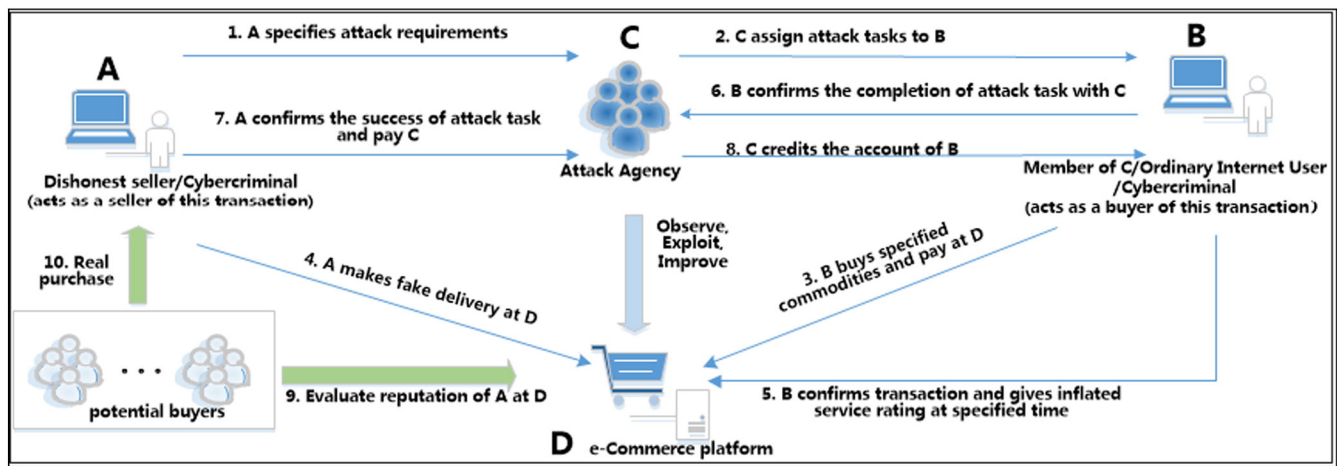 1. A specifies attack requirements
C
2. C assign attack tasks to B
B
A
6. B confirms the completion of attack task with C
7. A confirms the success of attack task
and pay C
8. C credits the account of B
Attack Agency
Dishonest seller/Cybercriminal
(acts as a seller of this transaction)
Member of C/Ordinary Internet User
/Cybercriminal
(acts as a buyer of this transaction)
Observe,
Exploit,
Improve
10. Real
purchase
4. A makes fake delivery at D
3. B buys specified
commodities and pay at D
• • •
potential buyers
9. Evaluate reputation of A at D
5. B confirms transaction and gives inflated
service rating at specified time
D e-Commerce platform